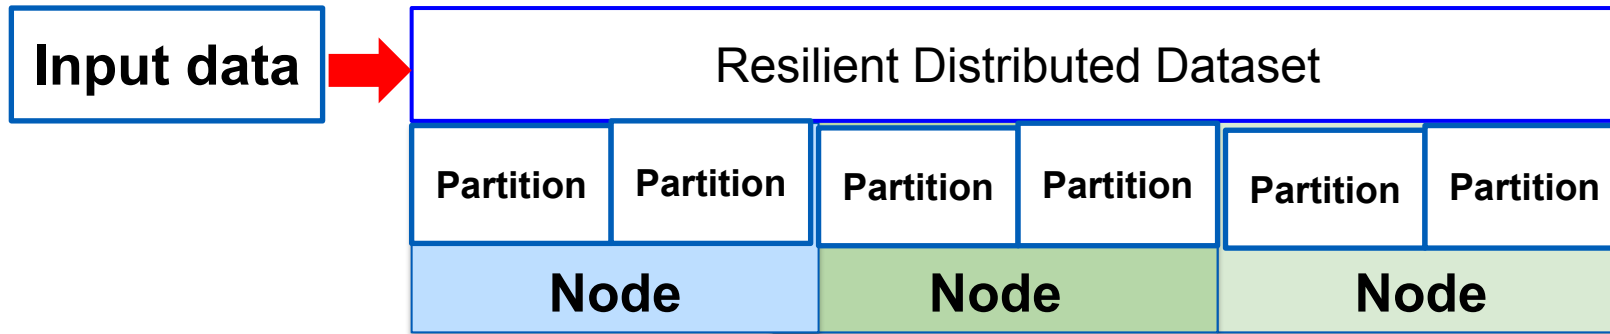 Input data
Resilient Distributed Dataset
Partition Partition Partition Partition Partition Partition
Node Node Node